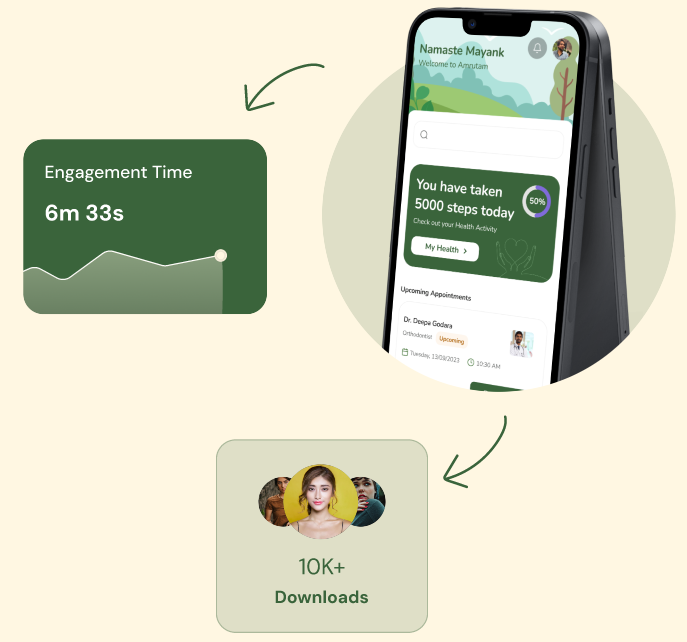 Namaste Mayank
Welcome to Amrutam
Engagement Time
6m 33s
You have taken
5000 steps today
50%
Check out your Health Activity
My Health
Upcoming Appointments
Dr. Deepa Godara
Orthodontist Upcoming
Tuesday, 13/09/2023 10:30 AM
10K+
Downloads